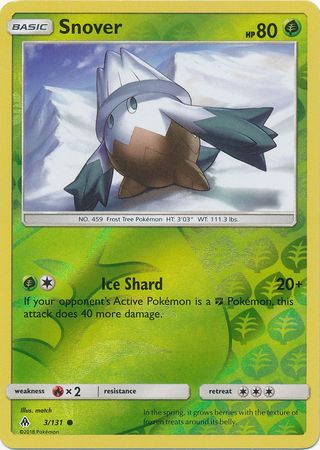 BASIC Snover HP 80
NO. 459 Frost Tree Pokémon HT: 3'03" WT: 111.3 lbs.
Ice Shard 20+
If your opponent's Active Pokémon is a Pokémon,
this attack does 40 more damage.
weakness × 2 resistance retreat
Illus. match
3/131
©2018 Pokémon
In the spring, it grows berries with the texture of
frozen treats around its belly.